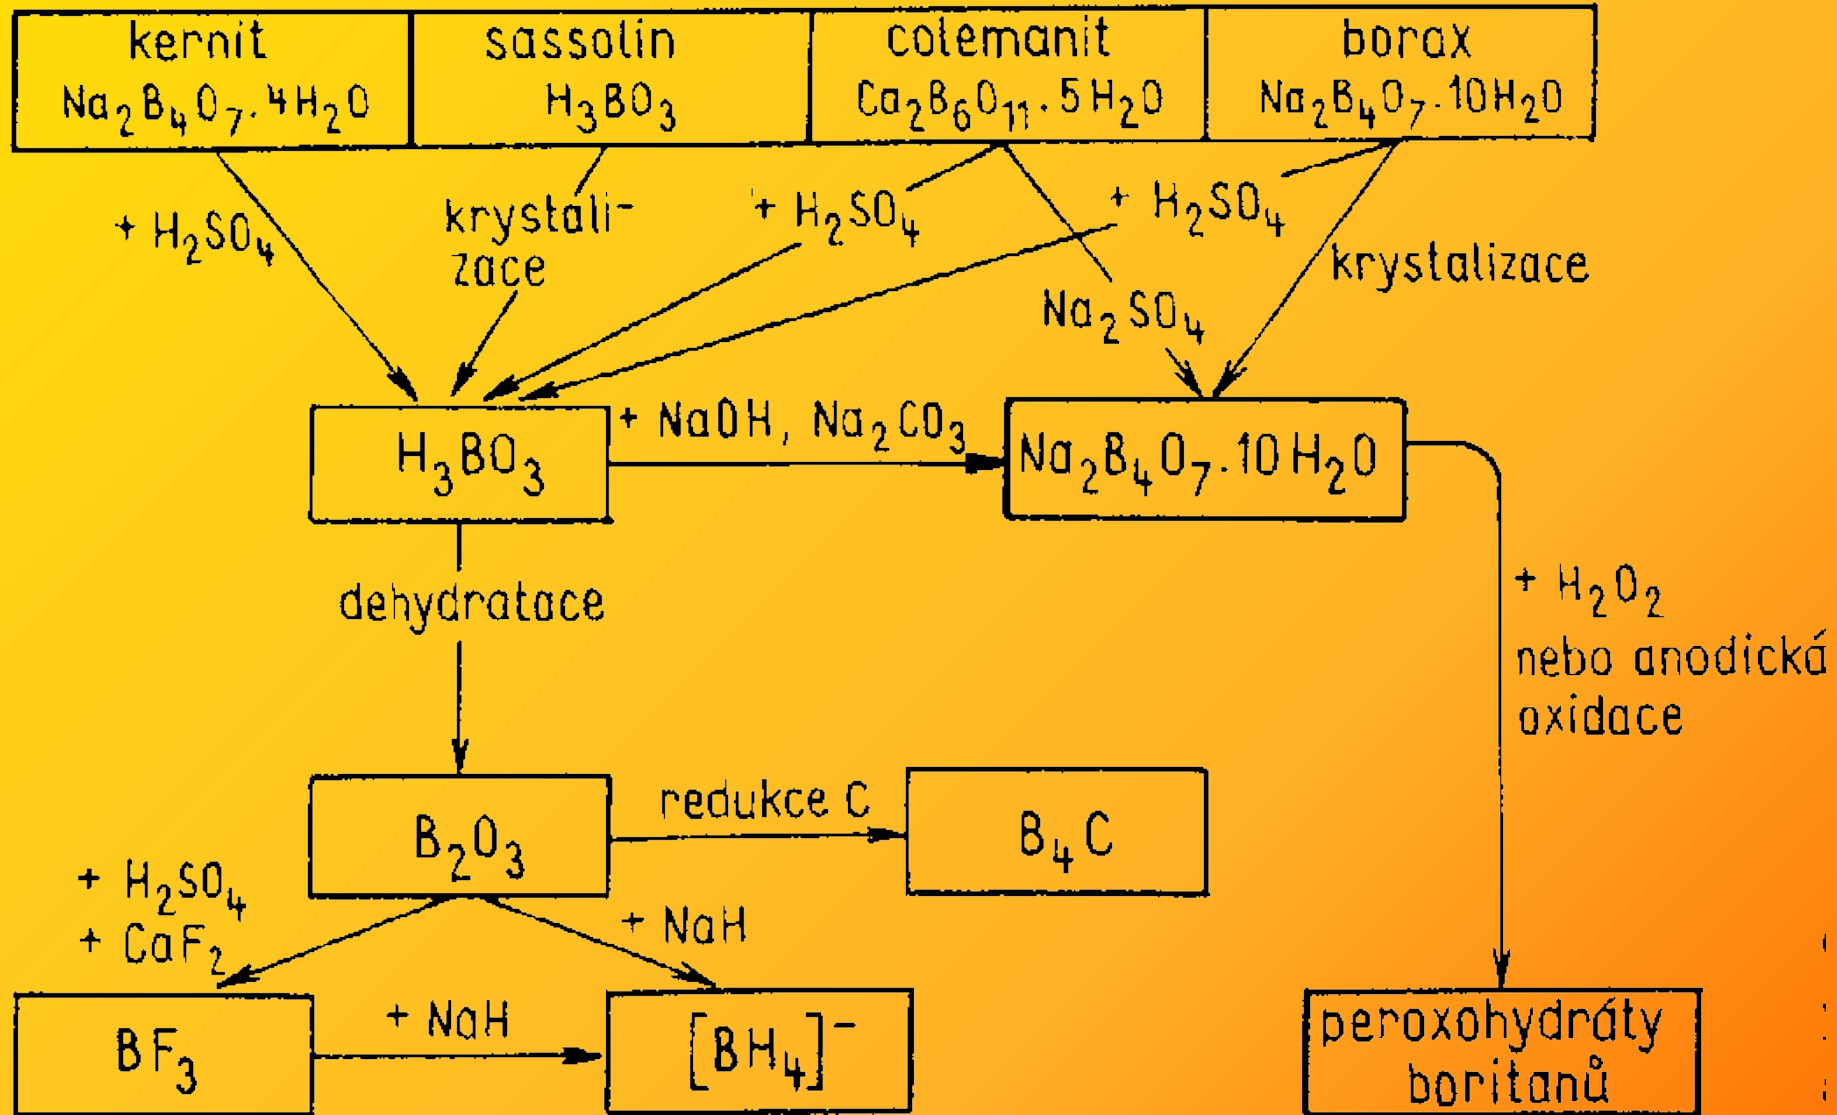 kernit
Na₂B₄O₇.4H₂O
sassolin
H₃BO₃
colemanit
Ca₂B₆O₁₁.5H₂O
borax
Na₂B₄O₇.10H₂O
+ H₂SO₄
krystali-
zace
+ H₂SO₄
+ H₂SO₄
Na₂SO₄
krystalizace
H₃BO₃
+ NaOH, Na₂CO₃
Na₂B₄O₇.10H₂O
dehydratace
+ H₂O₂
nebo anodická
oxidace
B₂O₃
redukce C
B₄C
+ H₂SO₄
+ CaF₂
+ NaH
BF₃
+ NaH
[BH₄]⁻
peroxohydráty
boritanů